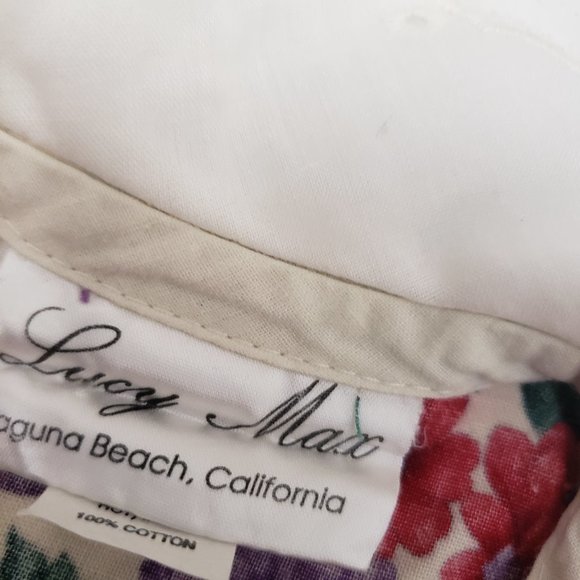 Lucy Max
aguna Beach, California
100% COTTON